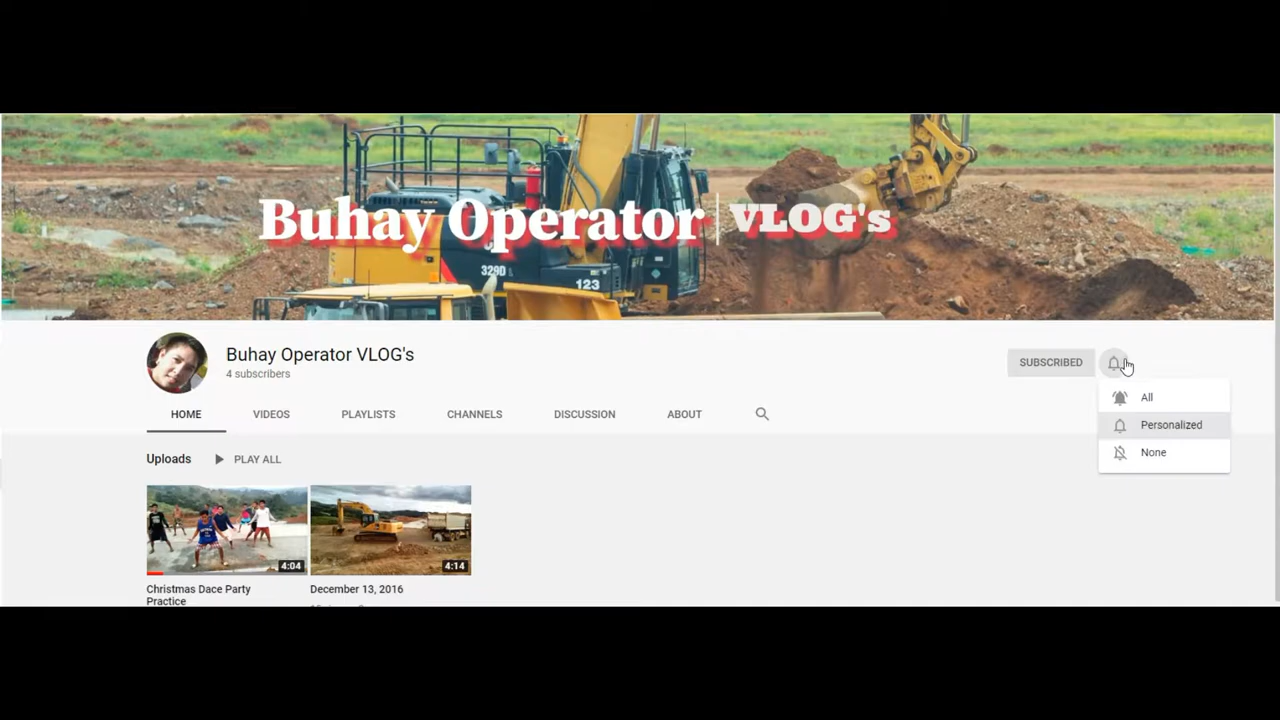 Buhay Operator | VLOG's
329D L
123
Buhay Operator VLOG's
4 subscribers
SUBSCRIBED
All
Personalized
None
HOME VIDEOS PLAYLISTS CHANNELS DISCUSSION ABOUT
Uploads PLAY ALL
4:04
4:14
Christmas Dace Party
Practice
December 13, 2016